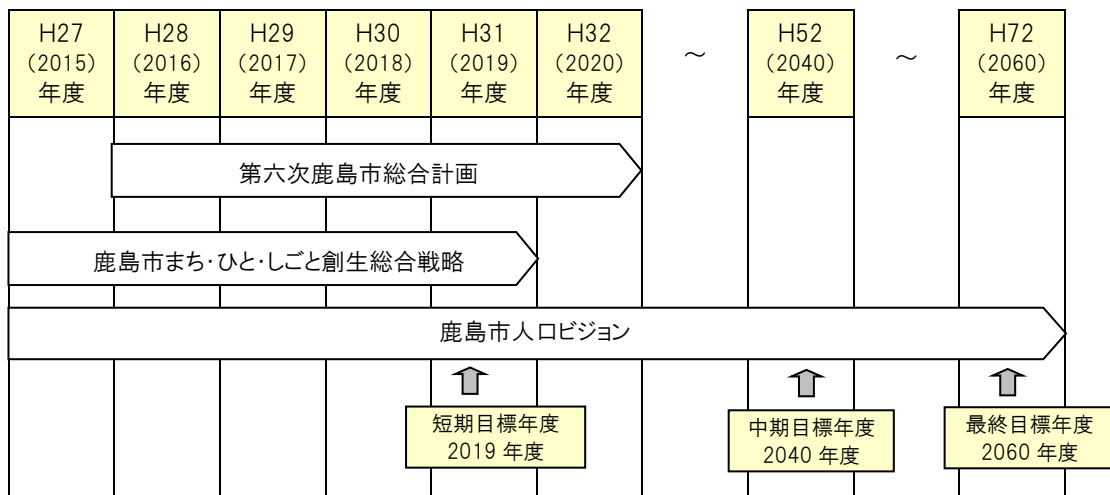 H27
(2015)
年度
H28
(2016)
年度
H29
(2017)
年度
H30
(2018)
年度
H31
(2019)
年度
H32
(2020)
年度
～
H52
(2040)
年度
～
H72
(2060)
年度
第六次鹿島市総合計画
鹿島市まち･ひと･しごと創生総合戦略
鹿島市人口ビジョン
短期目標年度
2019 年度
中期目標年度
2040 年度
最終目標年度
2060 年度